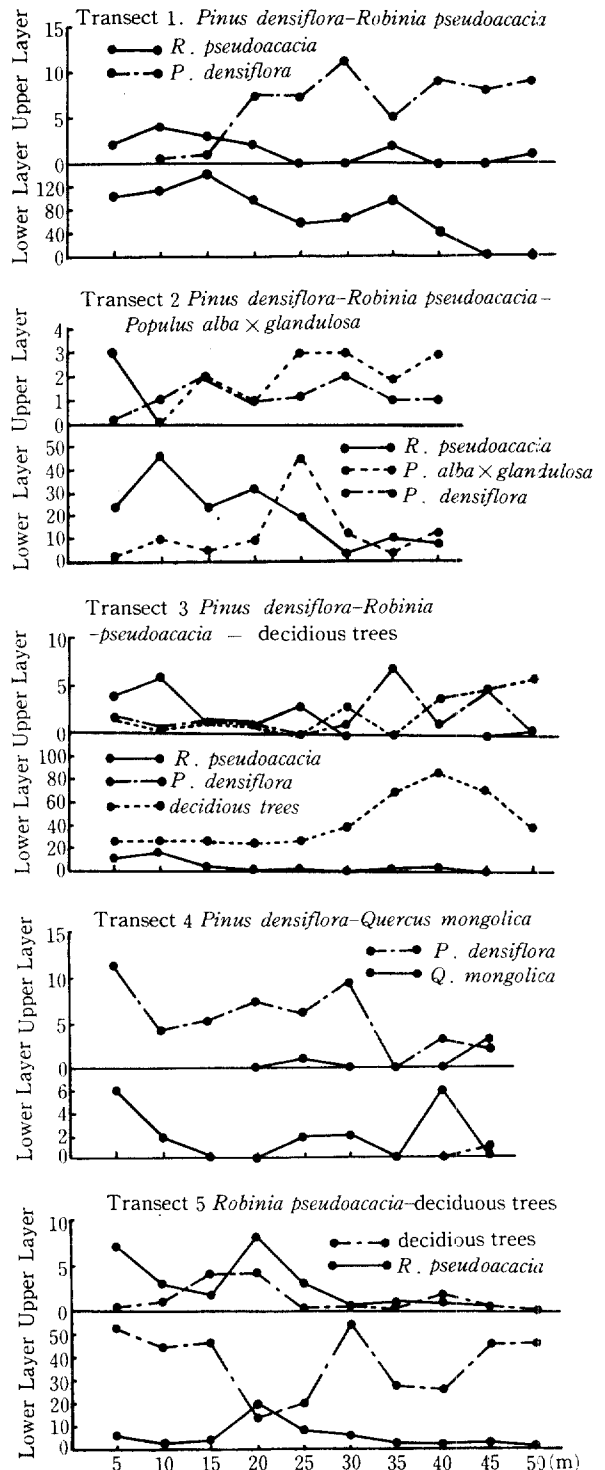 Transect 1. Pinus densiflora-Robinia pseudoacacia
R. pseudoacacia
P. densiflora
Upper Layer
15
10
5
0
Lower Layer
120
80
40
0
Transect 2 Pinus densiflora-Robinia pseudoacacia-
Populus alba × glandulosa
Upper Layer
4
3
2
1
0
Lower Layer
50
40
30
20
10
0
R. pseudoacacia
P. alba × glandulosa
P. densiflora
Transect 3 Pinus densiflora-Robinia
-pseudoacacia - decidious trees
Upper Layer
10
5
0
Lower Layer
100
80
60
40
20
0
R. pseudoacacia
P. densiflora
decidious trees
Transect 4 Pinus densiflora-Quercus mongolica
P. densiflora
Q. mongolica
Upper Layer
15
10
5
0
Lower Layer
6
4
2
0
Transect 5 Robinia pseudoacacia-deciduous trees
decidious trees
R. pseudoacacia
Upper Layer
10
5
0
Lower Layer
50
40
30
20
10
0
5 10 15 20 25 30 35 40 45 50 (m)